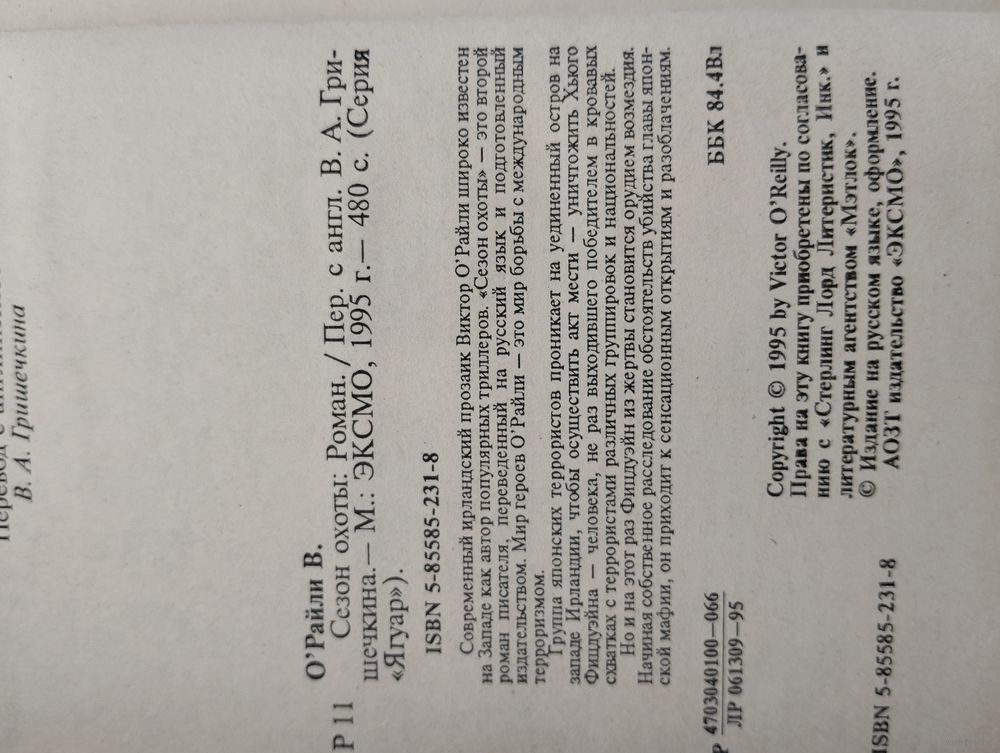 В. А. Гришечкина
О’Райли В.
Р 11 Сезон охоты: Роман. / Пер. с англ. В. А. Гри-
шечкина.— М.: ЭКСМО, 1995 г.— 480 с. (Серия
«Ягуар»).
ISBN 5-85585-231-8
Современный ирландский прозаик Виктор О’Райли широко известен
на Западе как автор популярных триллеров. «Сезон охоты» — это второй
роман писателя, переведенный на русский язык и подготовленный
издательством. Мир героев О’Райли — это мир борьбы с международным
терроризмом.
Группа японских террористов проникает на уединенный остров на
западе Ирландии, чтобы осуществить акт мести — уничтожить Хьюго
Фицдуэйна — человека, не раз выходившего победителем в кровавых
схватках с террористами различных группировок и национальностей.
Но и на этот раз Фицдуэйн из жертвы становится орудием возмездия.
Начиная собственное расследование обстоятельств убийства главы япон-
ской мафии, он приходит к сенсационным открытиям и разоблачениям.
Р 4703040100—066
ЛР 061309—95
ББК 84.4Вл
Copyright © 1995 by Victor O’Reilly.
Права на эту книгу приобретены по согласова-
нию с «Стерлинг Лорд Литеристик, Инк.» и
литературным агентством «Мэтлок».
© Издание на русском языке, оформление.
АОЗТ издательство «ЭКСМО», 1995 г.
ISBN 5-85585-231-8